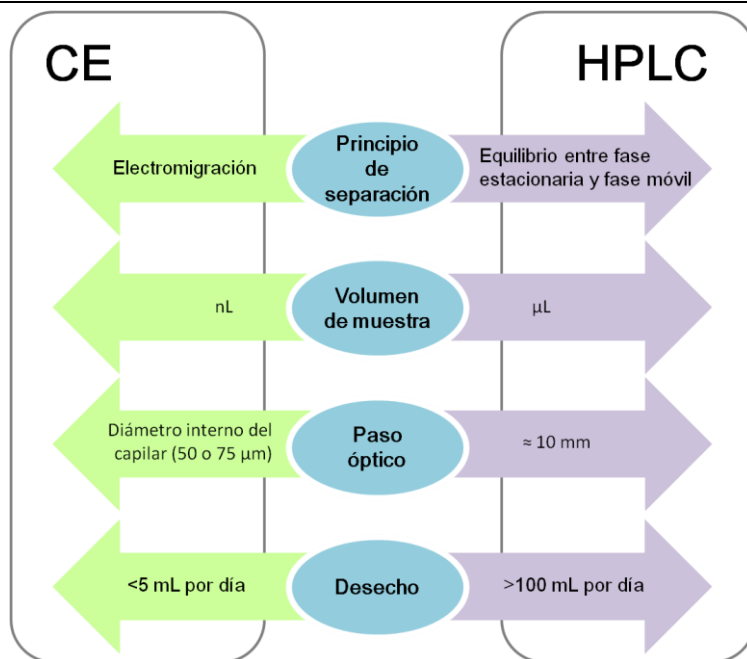 CE
HPLC
Electromigración
Principio
de
separación
Equilibrio entre fase
estacionaria y fase móvil
nL
Volumen
de muestra
µL
Diámetro interno del
capilar (50 o 75 µm)
Paso
óptico
≈ 10 mm
<5 mL por día
Desecho
>100 mL por día